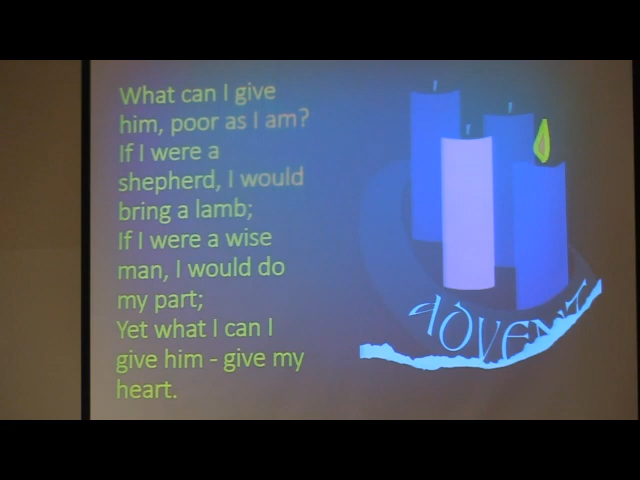 What can I give
him, poor as I am?
If I were a
shepherd, I would
bring a lamb;
If I were a wise
man, I would do
my part;
Yet what I can I
give him - give my
heart.
ADVENT